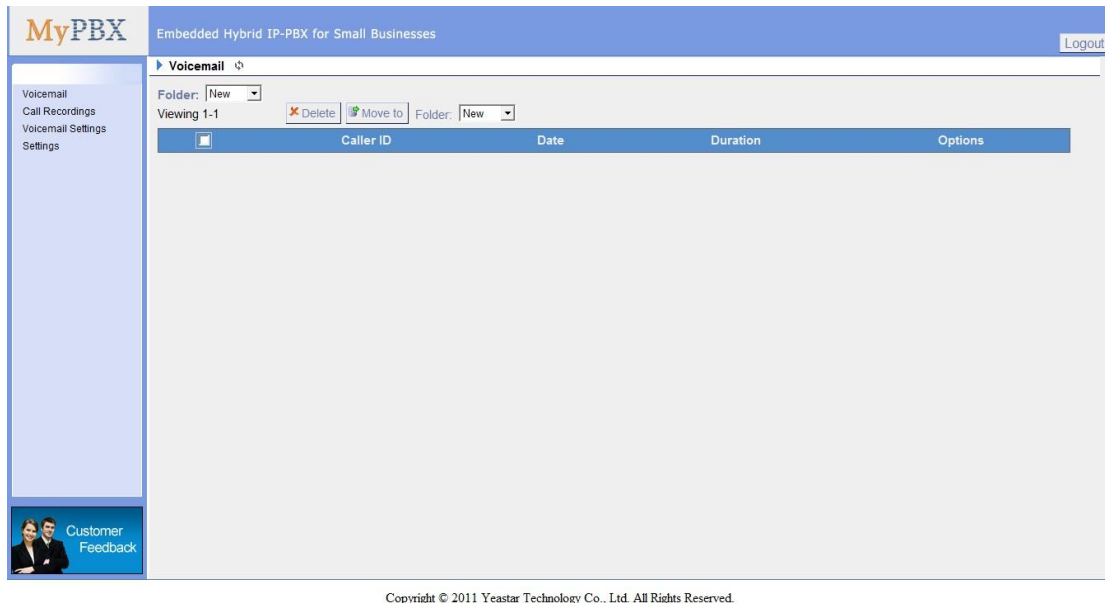 MyPBX
Embedded Hybrid IP-PBX for Small Businesses
Logout
Voicemail
Voicemail
Call Recordings
Voicemail Settings
Settings
Folder: New
Viewing 1-1 Delete Move to Folder: New
Caller ID Date Duration Options
Customer
Feedback
Copyright © 2011 Yeastar Technology Co., Ltd. All Rights Reserved.